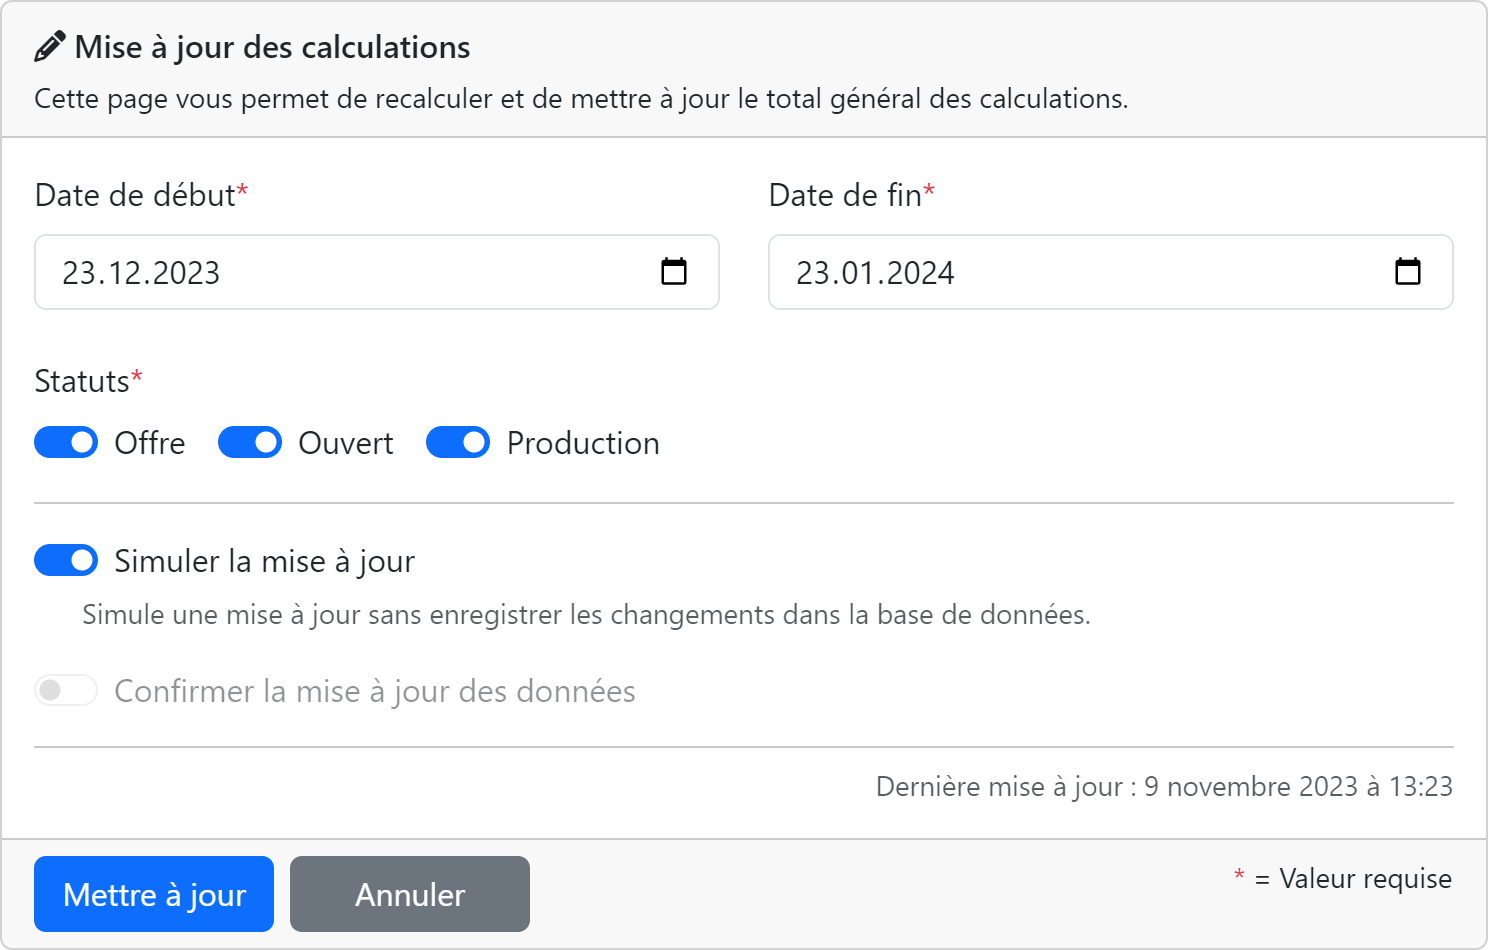 Mise à jour des calculations
Cette page vous permet de recalculer et de mettre à jour le total général des calculations.
Date de début*
Date de fin*
23.12.2023
23.01.2024
Statuts*
Offre
Ouvert
Production
Simuler la mise à jour
Simule une mise à jour sans enregistrer les changements dans la base de données.
Confirmer la mise à jour des données
Dernière mise à jour : 9 novembre 2023 à 13:23
Mettre à jour
Annuler
* = Valeur requise